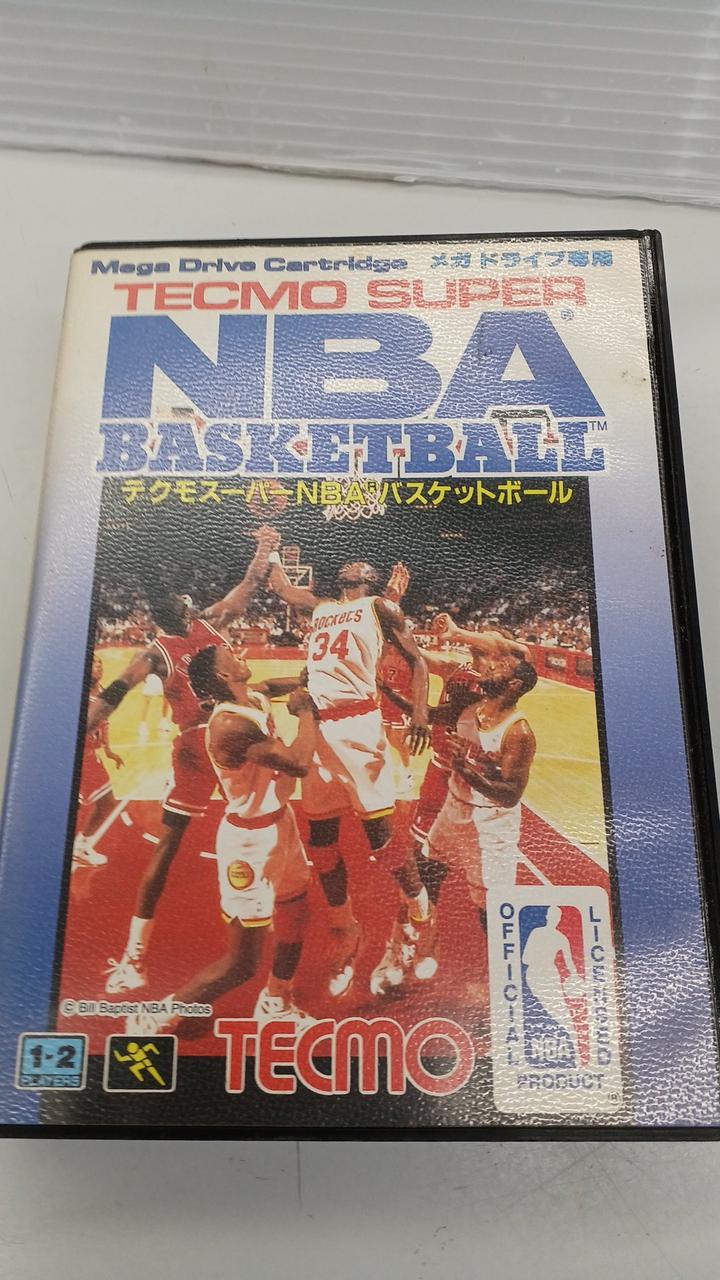 Mega Drive Cartridge メガドライブ専用
TECMO SUPER
NBA®
BASKETBALL™
テクモスーパーNBA®バスケットボール
ROCKETS
34
© Bill Baptist NBA Photos
1-2
PLAYERS
TECMO
OFFICIAL
LICENSED
NBA
PRODUCT
®